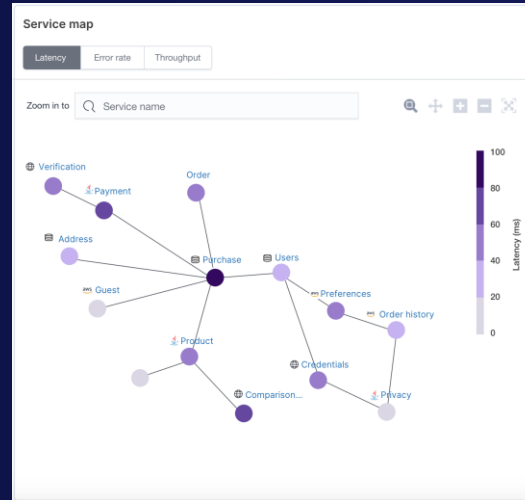 Service map
Latency Error rate Throughput
Zoom in to Service name
100
80
60
40
20
0
Latency (ms)
Verification
Payment
Order
Address
Purchase
Users
Guest
Preferences
Order history
Product
Credentials
Comparison...
Privacy